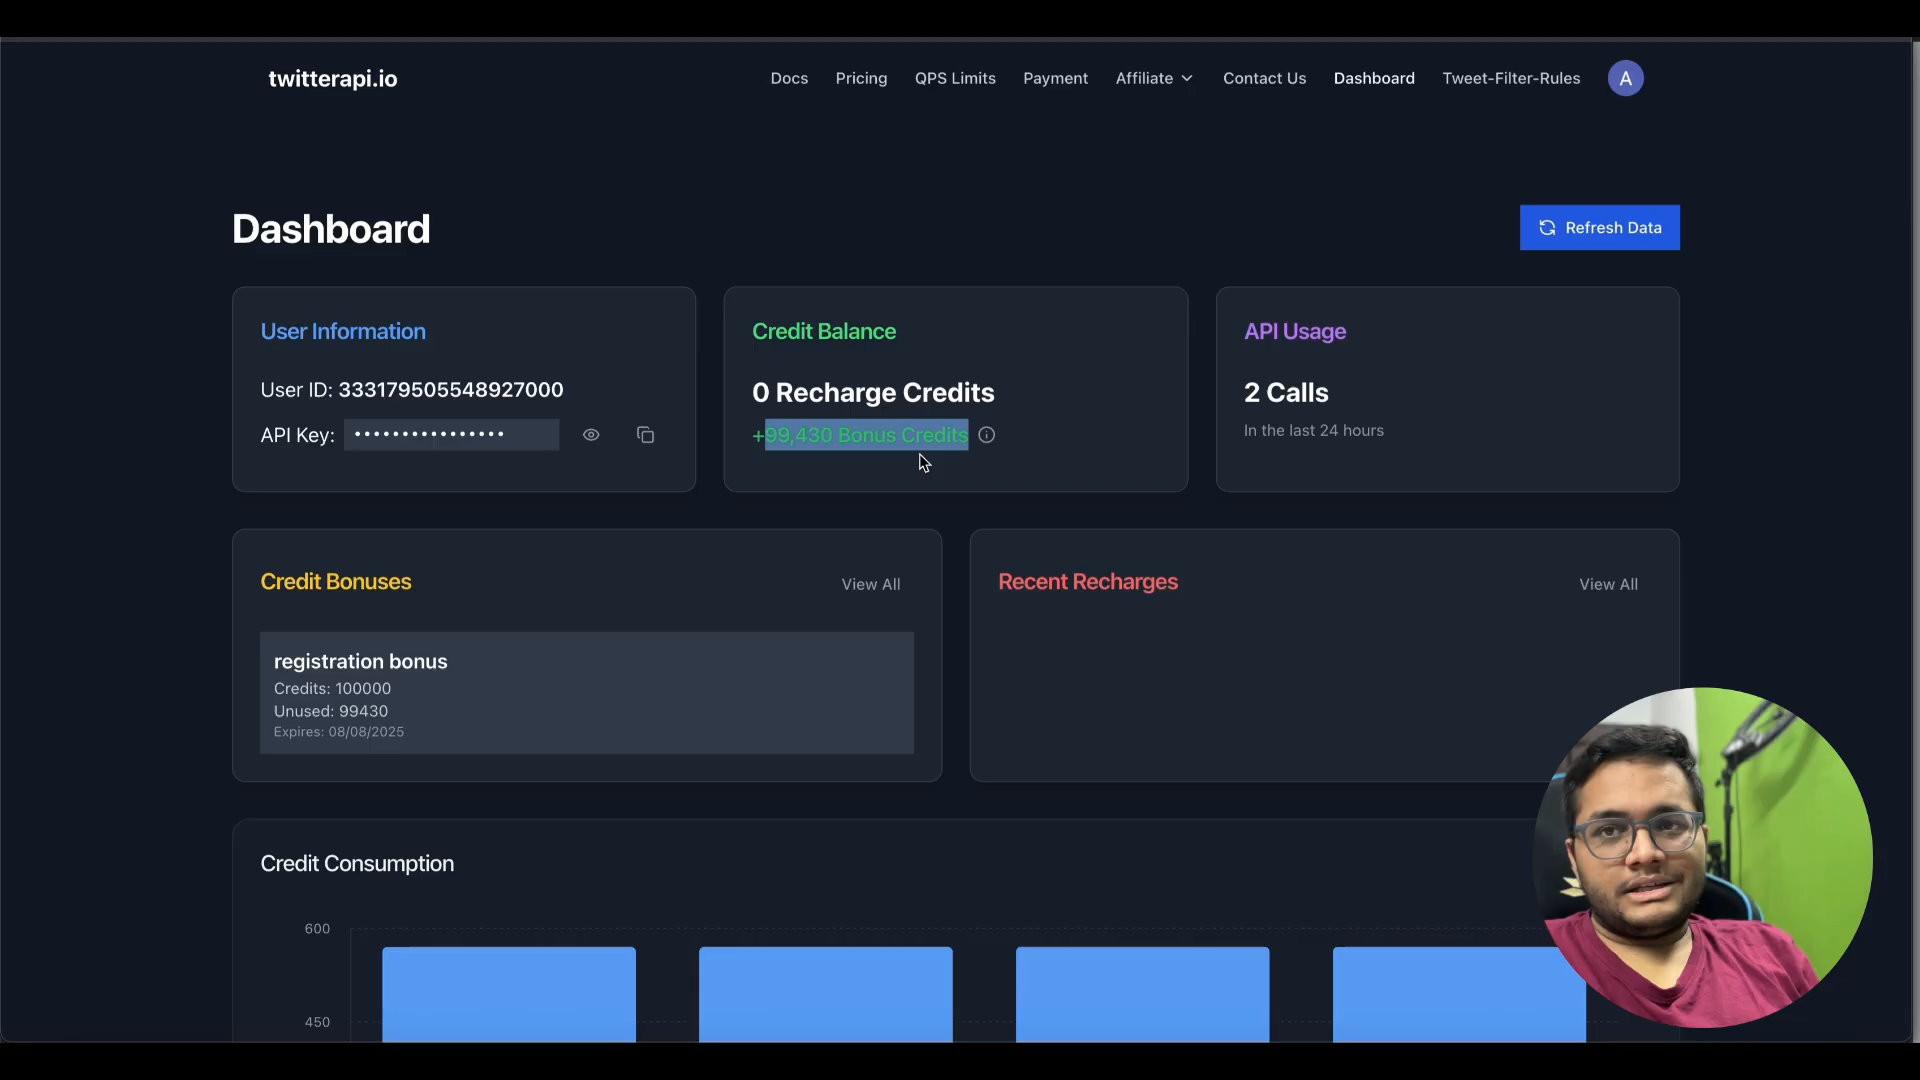 twitterapi.io
Docs Pricing QPS Limits Payment Affiliate Contact Us Dashboard Tweet-Filter-Rules A
Dashboard
Refresh Data
User Information
User ID: 333179505548927000
API Key: ••••••••••••••••
Credit Balance
0 Recharge Credits
+99,430 Bonus Credits
API Usage
2 Calls
In the last 24 hours
Credit Bonuses View All
registration bonus
Credits: 100000
Unused: 99430
Expires: 08/08/2025
Recent Recharges View All
Credit Consumption
600
450